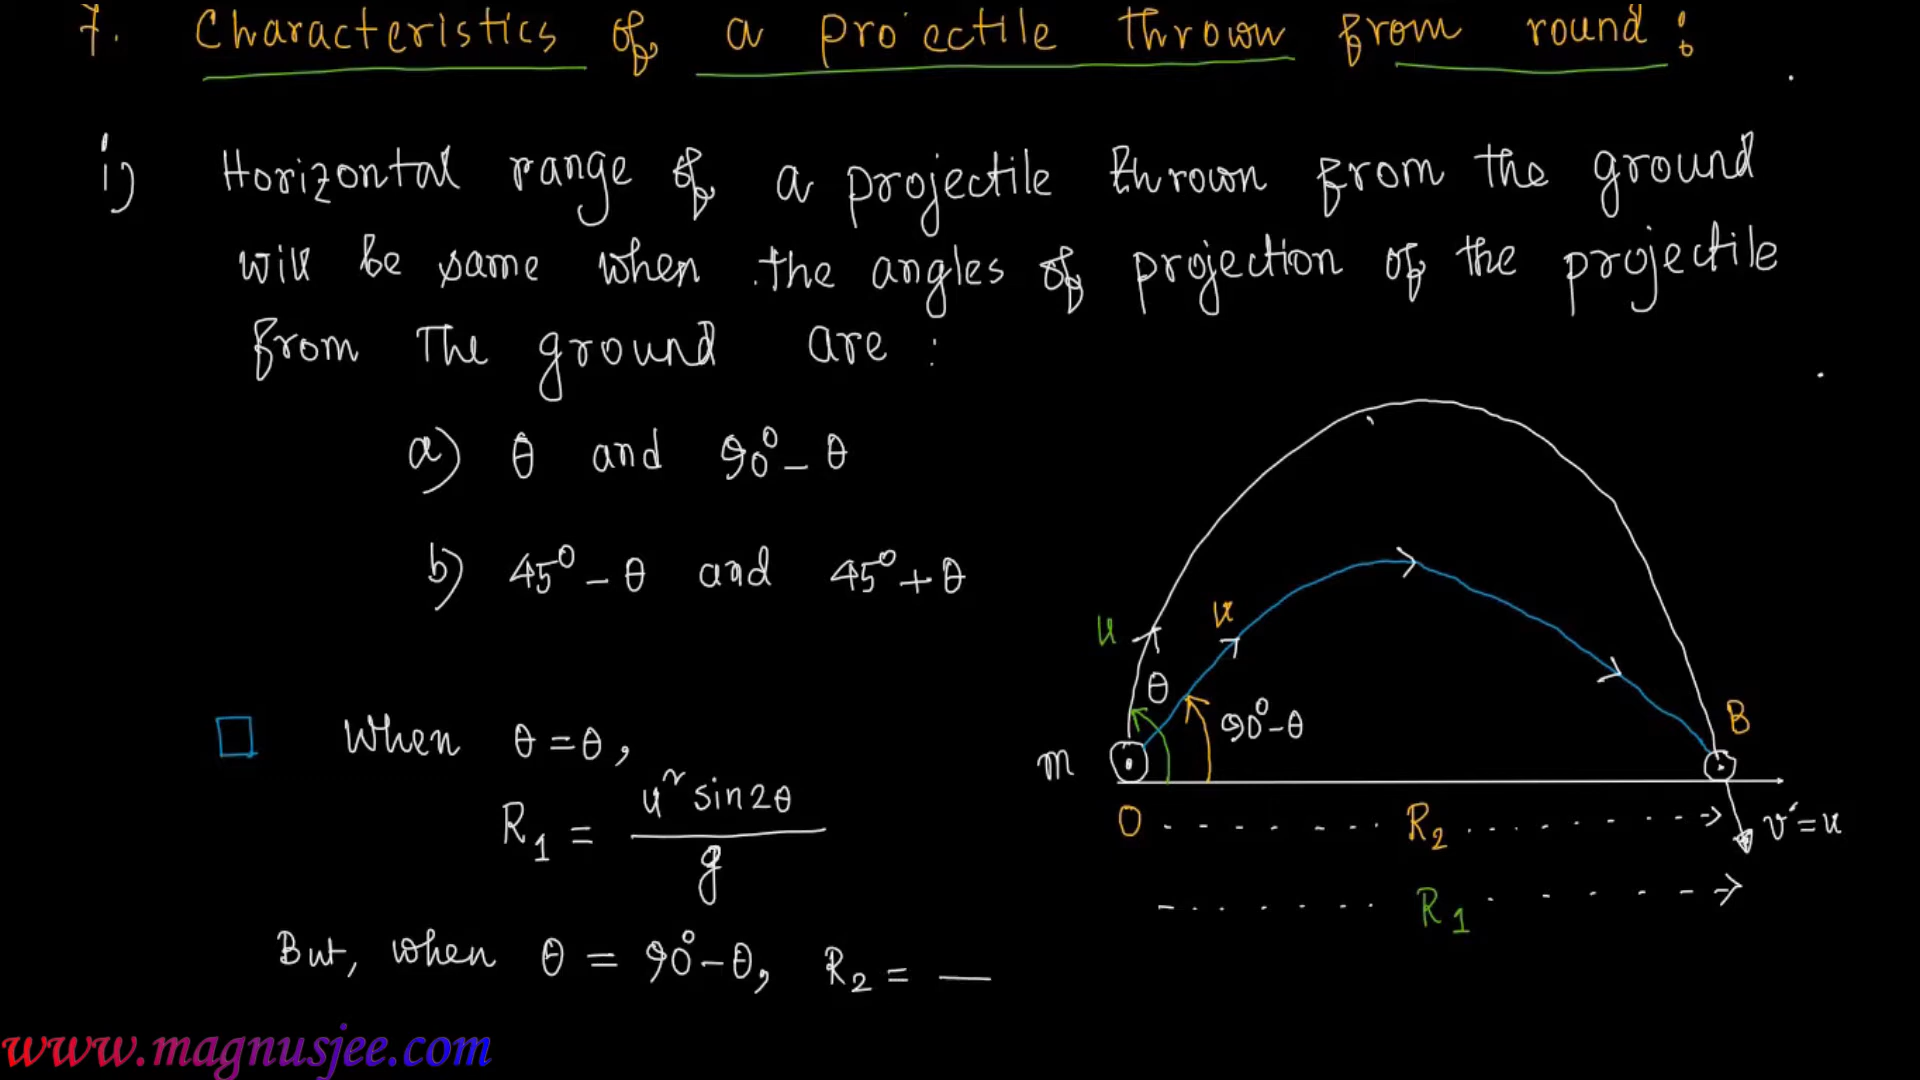 7. Characteristics of a pro ectile thrown from round :
i) Horizontal range of a projectile thrown from the ground
will be same when the angles of projection of the projectile
from The ground are :
a) θ and 90° - θ
b) 45° - θ and 45° + θ
When θ = θ,
R₁ = u² sin2θ / g
But, when θ = 90° - θ, R₂ = —
u
u
θ
90° - θ
B
m
O
R₂
v' = u
R₁
www.magnusjee.com